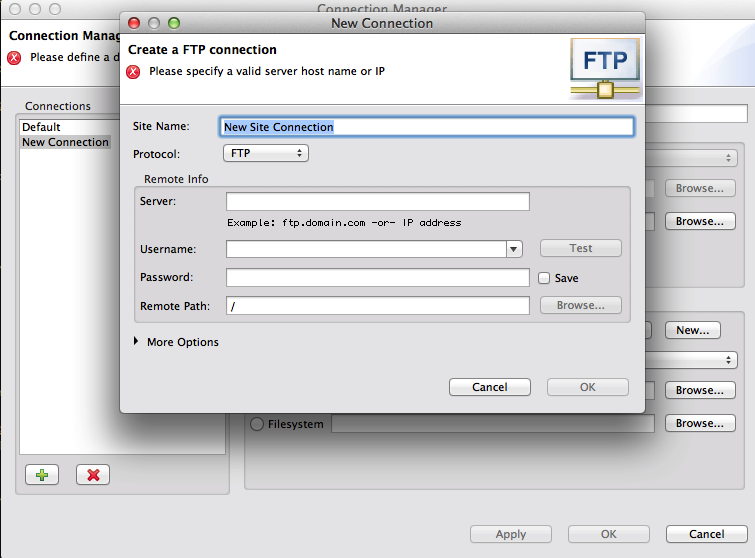 Connection Manager
New Connection
Connection Manag
Please define a d
Create a FTP connection
Please specify a valid server host name or IP
FTP
Connections
Default
New Connection
Site Name:
New Site Connection
Protocol:
FTP
Remote Info
Server:
Example: ftp.domain.com -or- IP address
Username:
Test
Password:
Save
Remote Path:
/
Browse...
More Options
Cancel
OK
Browse...
Browse...
New...
Browse...
Filesystem
Browse...
Apply
OK
Cancel